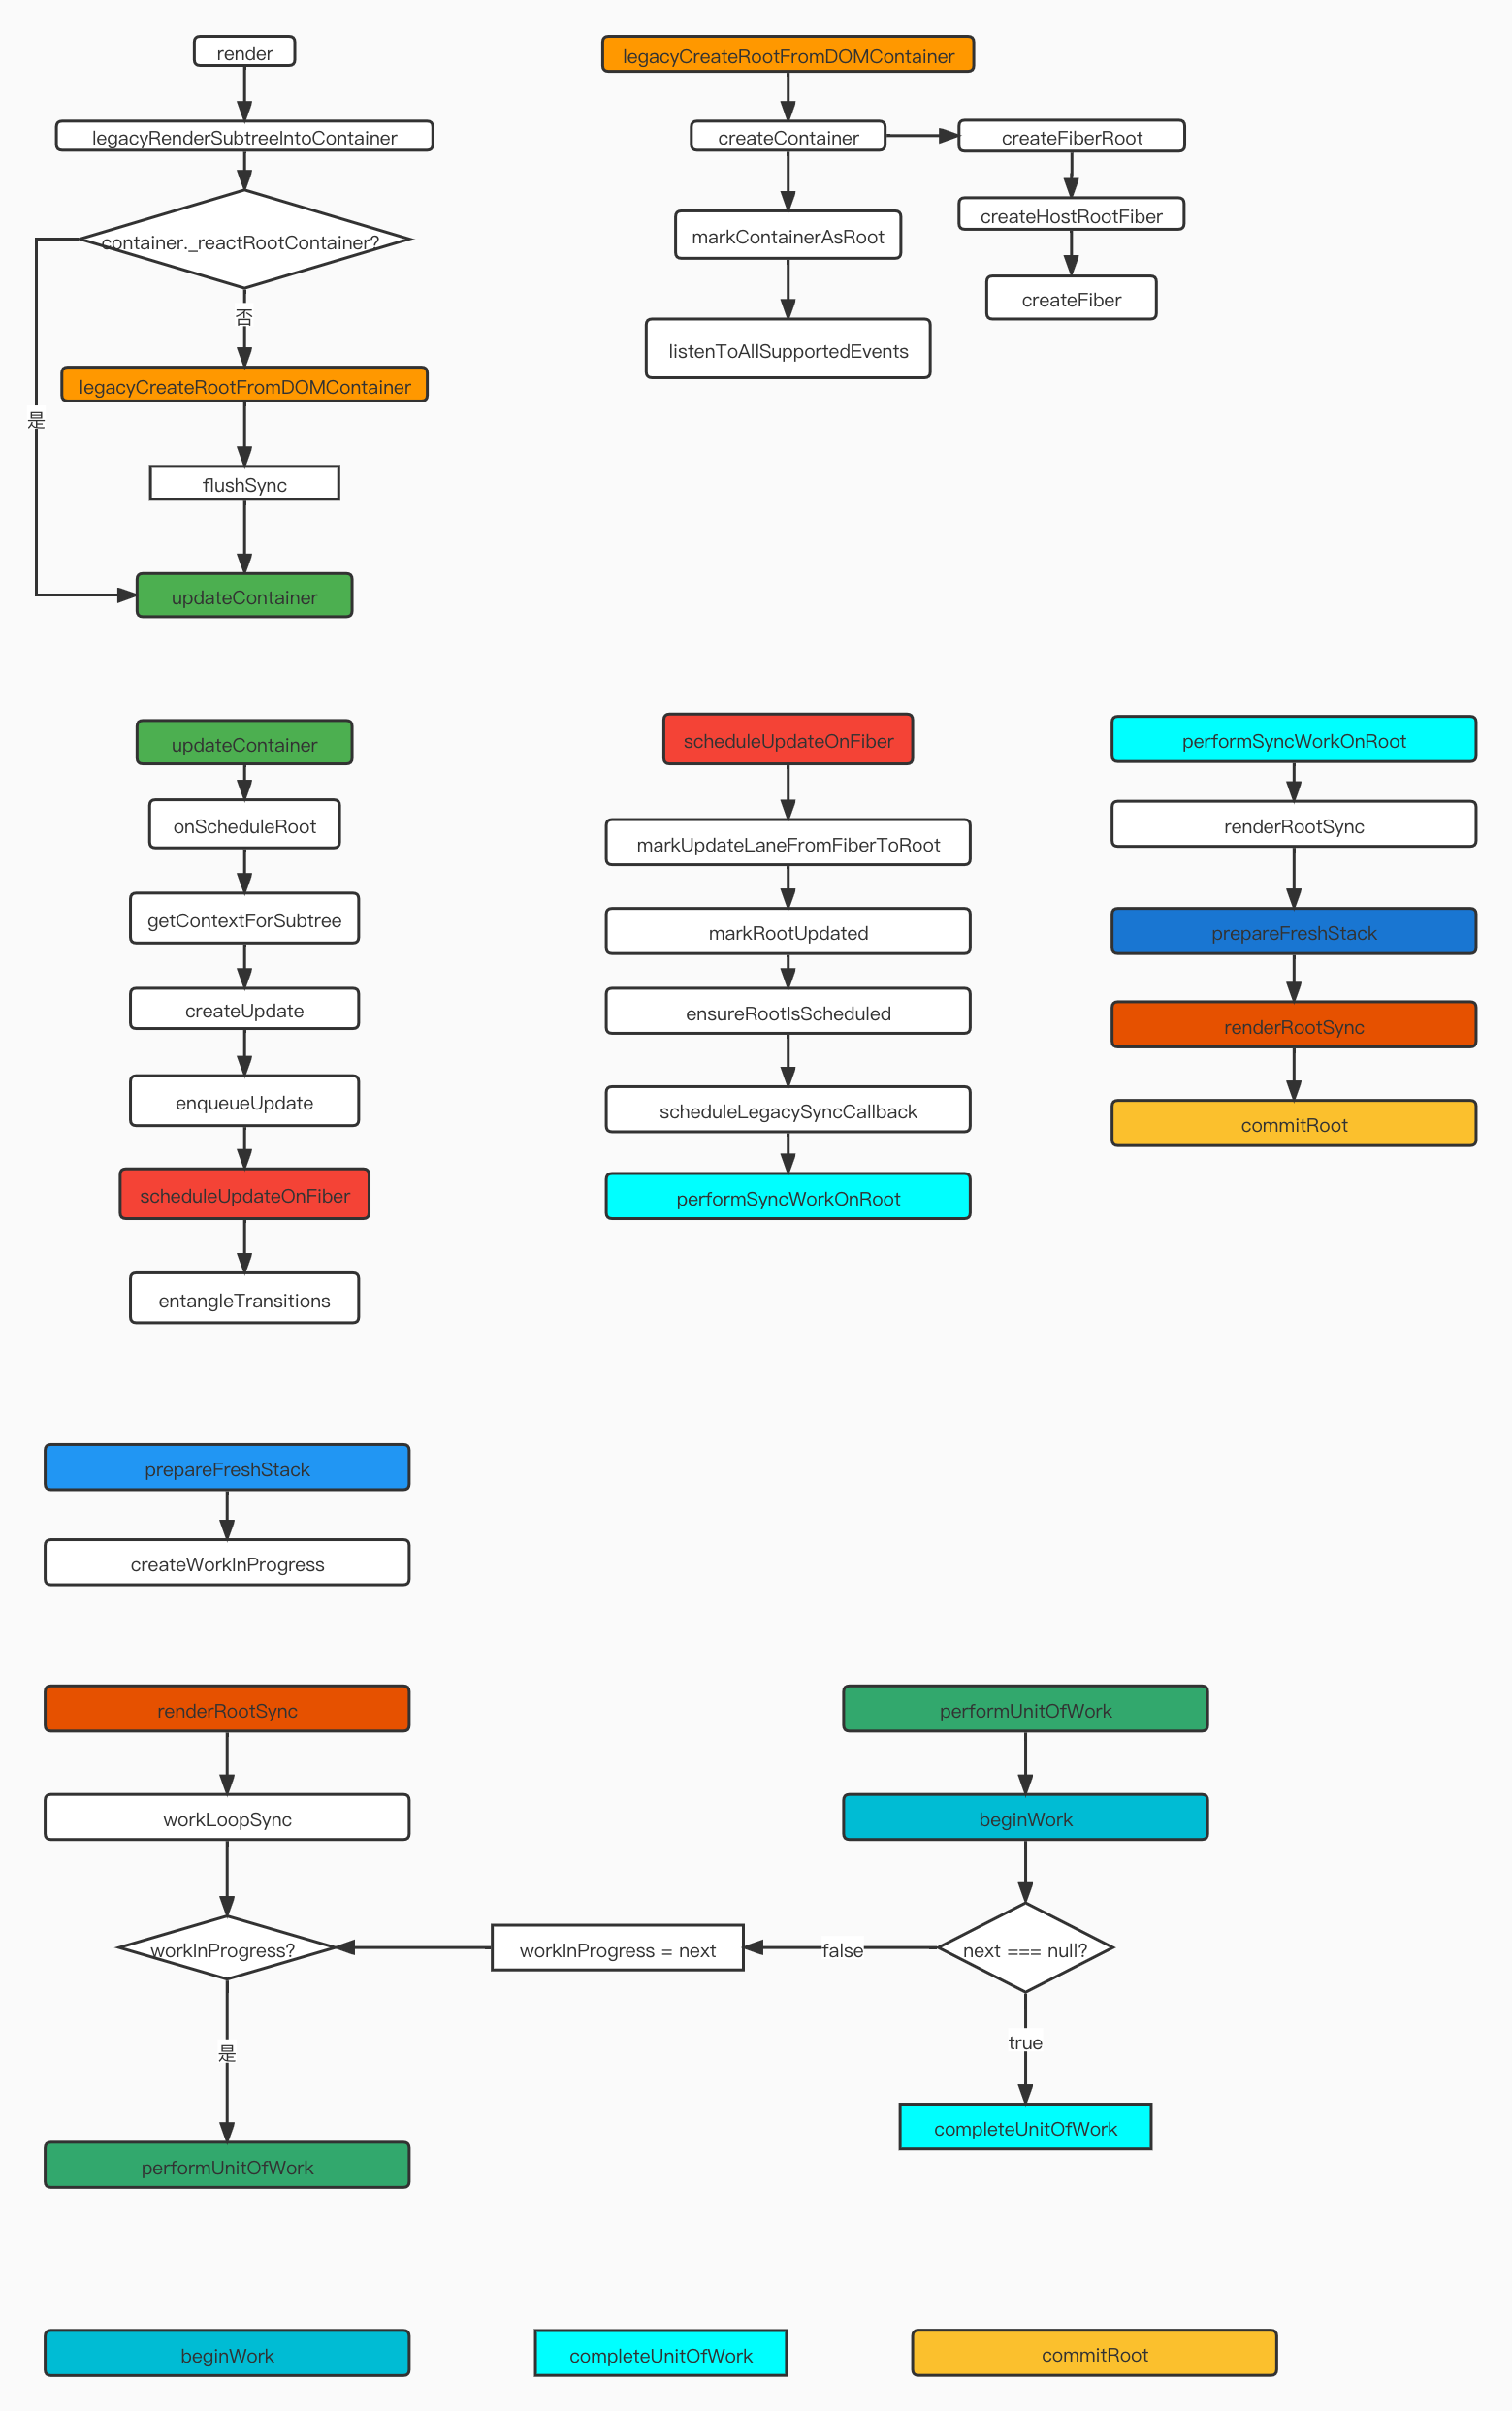 render
legacyRenderSubtreeIntoContainer
container._reactRootContainer?
否
是
legacyCreateRootFromDOMContainer
flushSync
updateContainer
legacyCreateRootFromDOMContainer
createContainer
createFiberRoot
createHostRootFiber
markContainerAsRoot
createFiber
listenToAllSupportedEvents
updateContainer
onScheduleRoot
getContextForSubtree
createUpdate
enqueueUpdate
scheduleUpdateOnFiber
entangleTransitions
scheduleUpdateOnFiber
markUpdateLaneFromFiberToRoot
markRootUpdated
ensureRootIsScheduled
scheduleLegacySyncCallback
performSyncWorkOnRoot
performSyncWorkOnRoot
renderRootSync
prepareFreshStack
renderRootSync
commitRoot
prepareFreshStack
createWorkInProgress
renderRootSync
workLoopSync
workInProgress?
是
performUnitOfWork
workInProgress = next
false
performUnitOfWork
beginWork
next === null?
true
completeUnitOfWork
beginWork
completeUnitOfWork
commitRoot